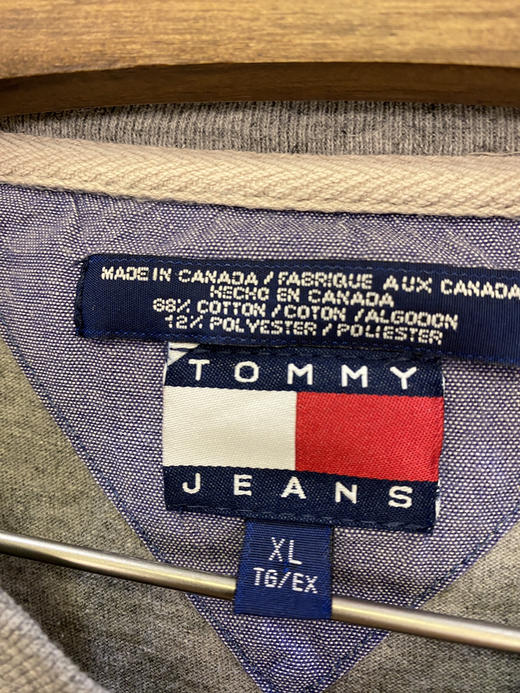 MADE IN CANADA / FABRIQUE AUX CANADA
HECHO EN CANADA
88% COTTON / COTON / ALGODON
12% POLYESTER / POLIESTER
TOMMY
JEANS
XL
TG/EX